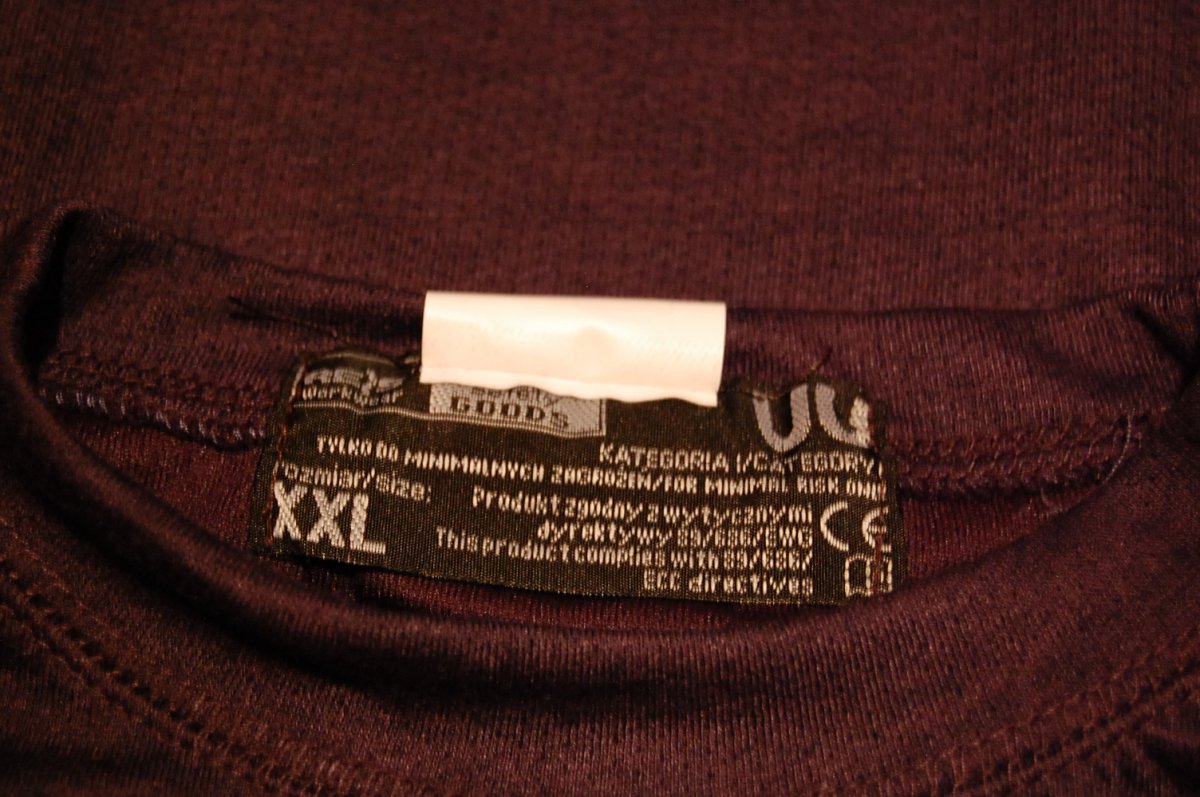 GOODS
KATEGORIA I/CATEGORY I
TYLKO DO MINIMALNYCH ZAGROŻEŃ/FOR MINIMAL RISK ONLY
rozmiar/size:
XXL
Produkt zgodny z wytycznymi
dyrektywy 89/686/EWG
This product complies with 89/686/
EEC directives
CE